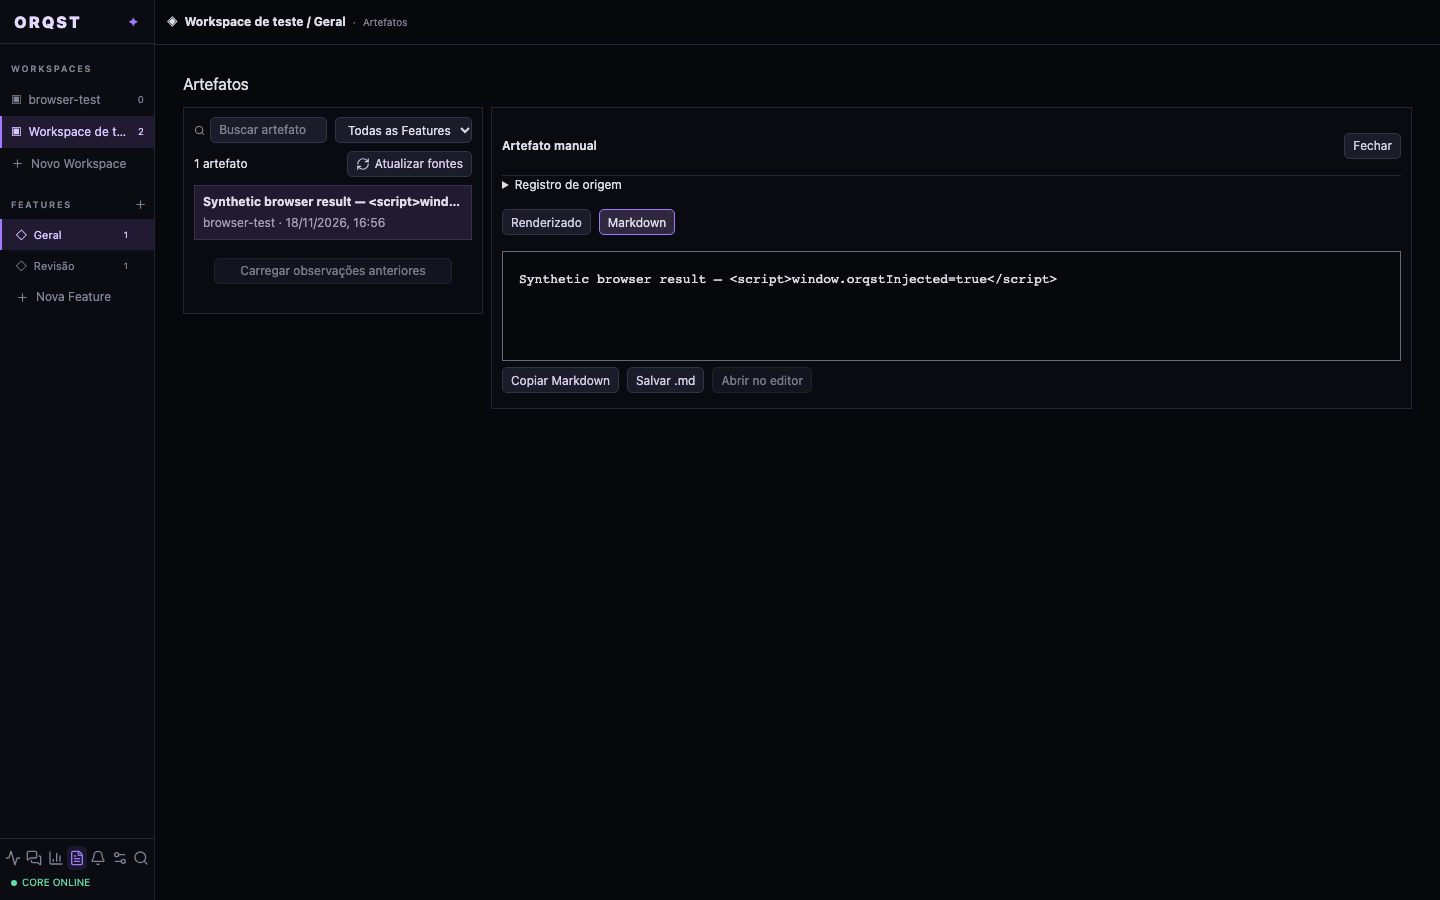 ORQST
WORKSPACES
browser-test 0
Workspace de t... 2
Novo Workspace
FEATURES
Geral 1
Revisão 1
Nova Feature
CORE ONLINE
Workspace de teste / Geral · Artefatos
Artefatos
Buscar artefato
Todas as Features
1 artefato
Atualizar fontes
Synthetic browser result — <script>wind...
browser-test · 18/11/2026, 16:56
Carregar observações anteriores
Artefato manual
Fechar
Registro de origem
Renderizado
Markdown
Synthetic browser result — <script>window.orqstInjected=true</script>
Copiar Markdown
Salvar .md
Abrir no editor